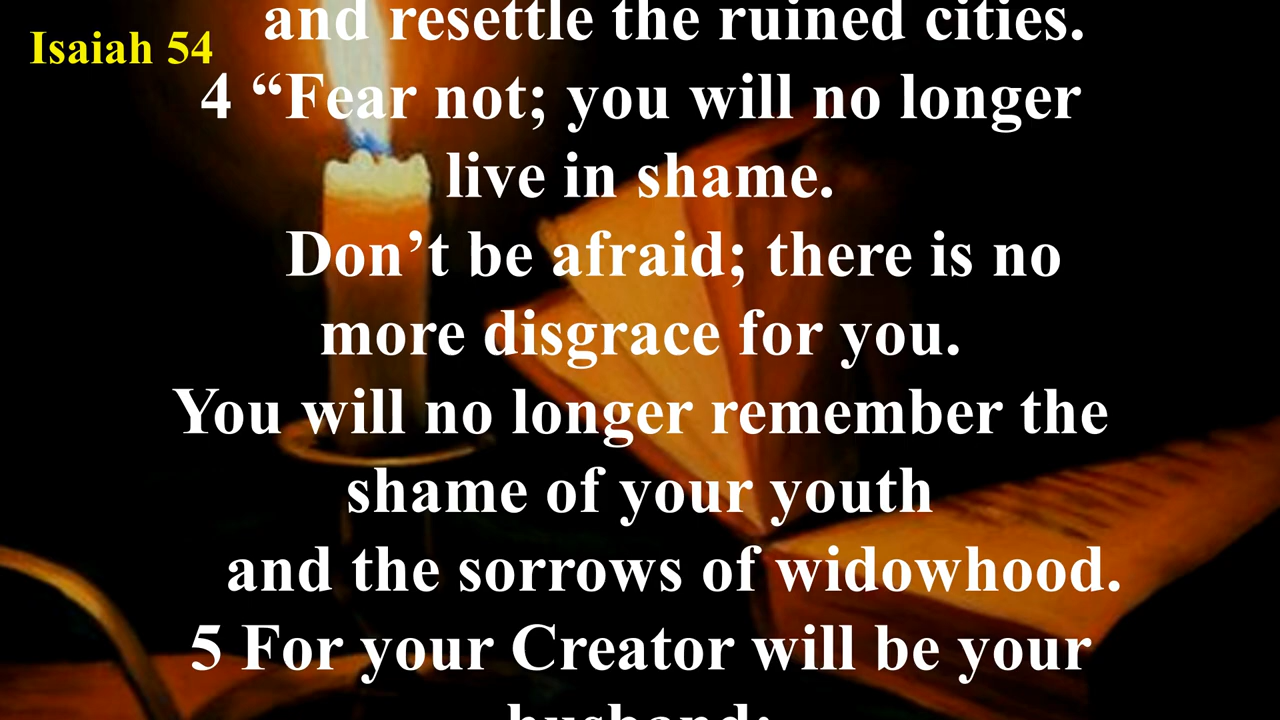 Isaiah 54
and resettle the ruined cities.
4 “Fear not; you will no longer
live in shame.
Don’t be afraid; there is no
more disgrace for you.
You will no longer remember the
shame of your youth
and the sorrows of widowhood.
5 For your Creator will be your
husband;